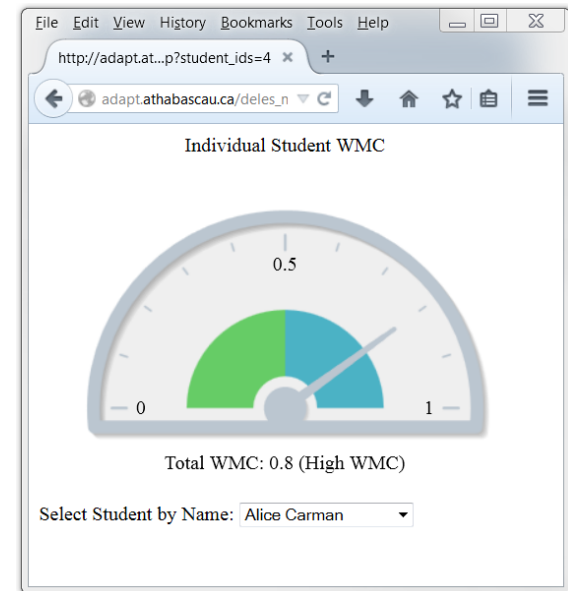 File Edit View History Bookmarks Tools Help
http://adapt.at...p?student_ids=4
adapt.athabascau.ca/deles_n
Individual Student WMC
0.5
0 1
Total WMC: 0.8 (High WMC)
Select Student by Name: Alice Carman